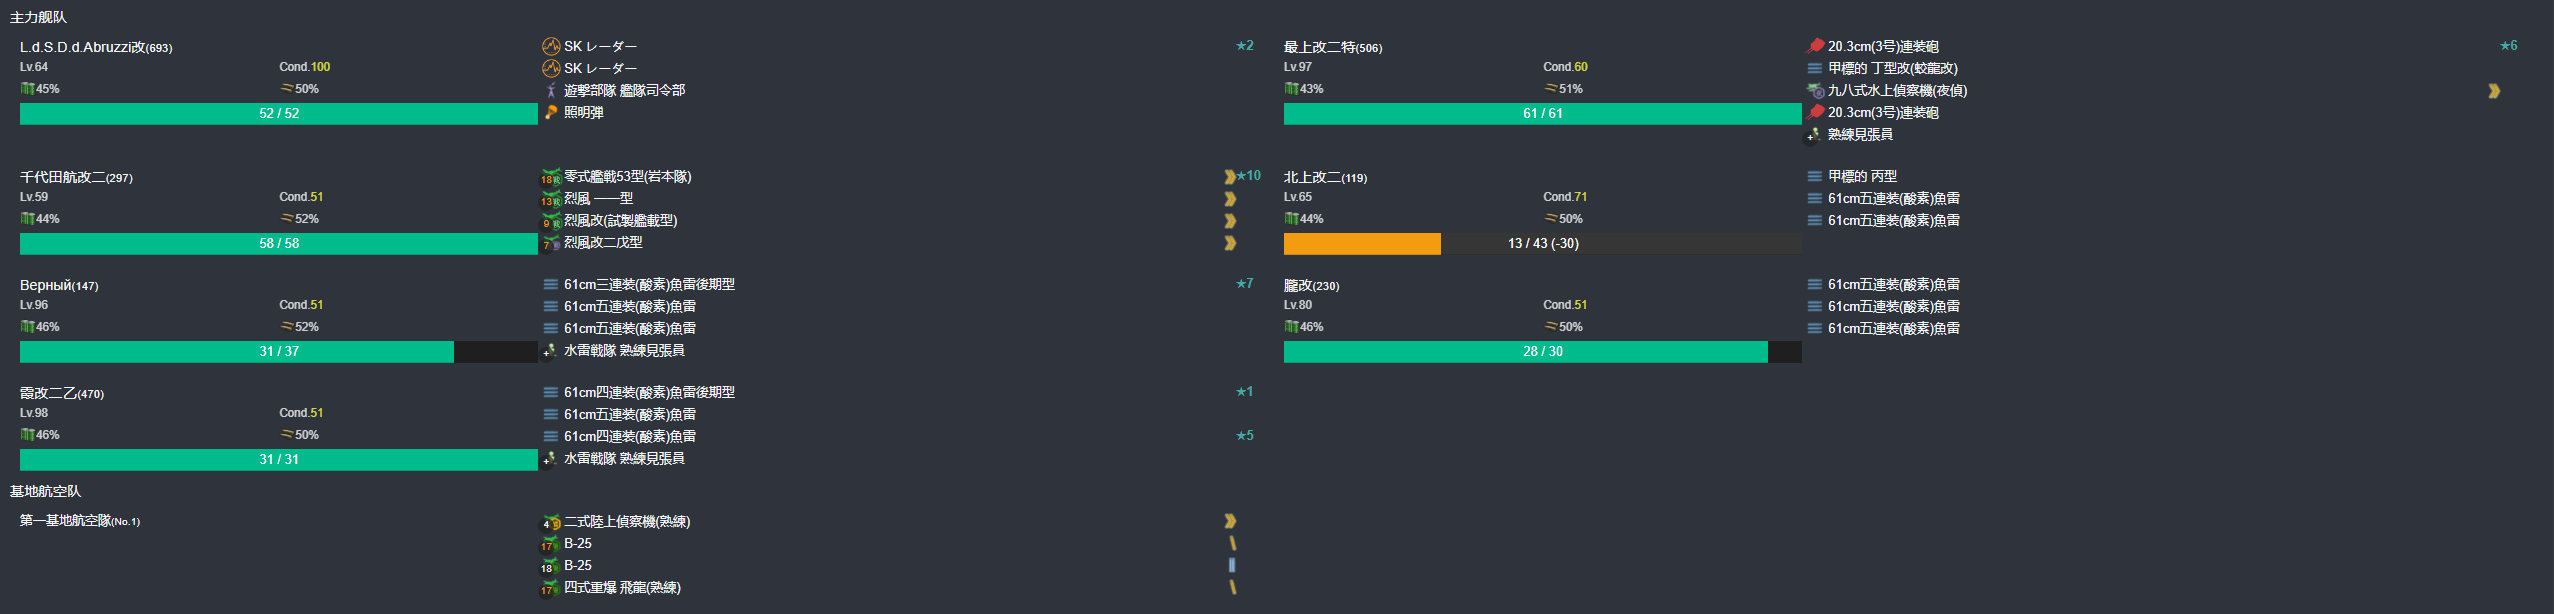 主力舰队
L.d.S.D.d.Abruzzi改(693)
Lv.64 Cond.100
45% 50%
52 / 52
SK レーダー ★2
SK レーダー
遊撃部隊 艦隊司令部
照明弾
最上改二特(506)
Lv.97 Cond.60
43% 51%
61 / 61
20.3cm(3号)連装砲 ★6
甲標的 丁型改(蛟龍改)
九八式水上偵察機(夜偵)
20.3cm(3号)連装砲
熟練見張員
千代田航改二(297)
Lv.59 Cond.51
44% 52%
58 / 58
18 零式艦戦53型(岩本隊) ★10
13 烈風 一一型
9 烈風改(試製艦載型)
7 烈風改二戊型
北上改二(119)
Lv.65 Cond.71
44% 50%
13 / 43 (-30)
甲標的 丙型
61cm五連装(酸素)魚雷
61cm五連装(酸素)魚雷
Верный(147)
Lv.96 Cond.51
46% 52%
31 / 37
61cm三連装(酸素)魚雷後期型 ★7
61cm五連装(酸素)魚雷
61cm五連装(酸素)魚雷
水雷戦隊 熟練見張員
朧改(230)
Lv.80 Cond.51
46% 50%
28 / 30
61cm五連装(酸素)魚雷
61cm五連装(酸素)魚雷
61cm五連装(酸素)魚雷
霞改二乙(470)
Lv.98 Cond.51
46% 50%
31 / 31
61cm四連装(酸素)魚雷後期型 ★1
61cm五連装(酸素)魚雷
61cm四連装(酸素)魚雷 ★5
水雷戦隊 熟練見張員
基地航空队
第一基地航空隊(No.1)
4 二式陸上偵察機(熟練)
17 B-25
18 B-25
17 四式重爆 飛龍(熟練)